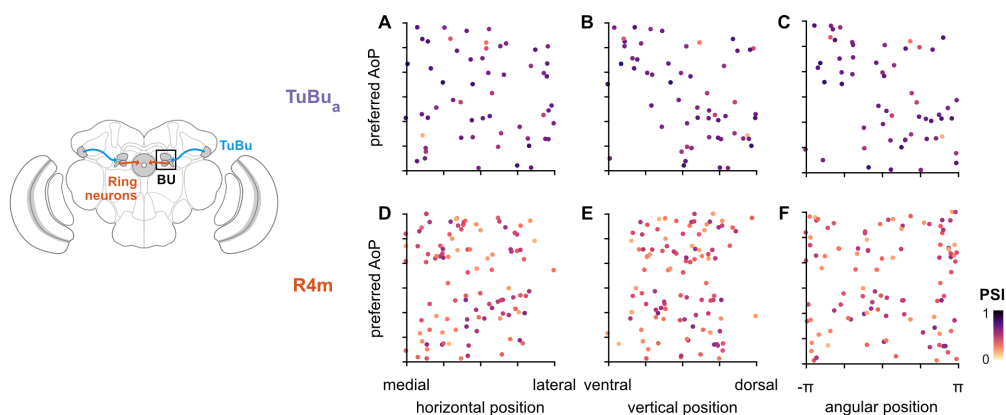 A
B
C
preferred AoP
TuBua
TuBu
BU
Ring
neurons
D
E
F
preferred AoP
R4m
PSI
1
0
medial
lateral
ventral
dorsal
-π
π
horizontal position
vertical position
angular position